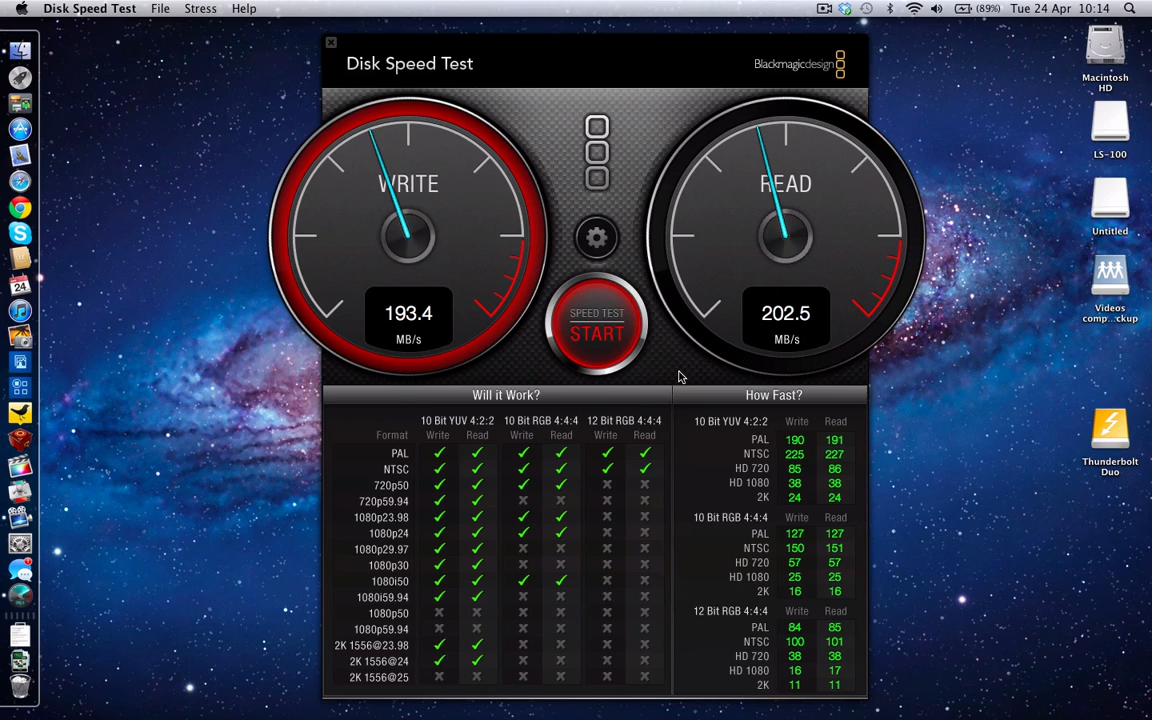 Disk Speed Test File Stress Help (89%) Tue 24 Apr 10:14
Disk Speed Test
Blackmagicdesign
WRITE
193.4
MB/s
READ
202.5
MB/s
SPEED TEST
START
Will it Work?
10 Bit YUV 4:2:2 10 Bit RGB 4:4:4 12 Bit RGB 4:4:4
Format Write Read Write Read Write Read
PAL ✓ ✓ ✓ ✓ ✓ ✓
NTSC ✓ ✓ ✓ ✓ ✓ ✓
720p50 ✓ ✓ ✓ ✓ X X
720p59.94 ✓ ✓ X X X X
1080p23.98 ✓ ✓ ✓ ✓ X X
1080p24 ✓ ✓ ✓ ✓ X X
1080p29.97 ✓ ✓ X X X X
1080p30 ✓ ✓ X X X X
1080i50 ✓ ✓ ✓ ✓ X X
1080i59.94 ✓ ✓ X X X X
1080p50 X X X X X X
1080p59.94 X X X X X X
2K 1556@23.98 ✓ ✓ X X X X
2K 1556@24 ✓ ✓ X X X X
2K 1556@25 X X X X X X
How Fast?
10 Bit YUV 4:2:2 Write Read
PAL 190 191
NTSC 225 227
HD 720 85 86
HD 1080 38 38
2K 24 24
10 Bit RGB 4:4:4 Write Read
PAL 127 127
NTSC 150 151
HD 720 57 57
HD 1080 25 25
2K 16 16
12 Bit RGB 4:4:4 Write Read
PAL 84 85
NTSC 100 101
HD 720 38 38
HD 1080 16 17
2K 11 11
Macintosh
HD
LS-100
Untitled
Videos
comp...ckup
Thunderbolt
Duo
24